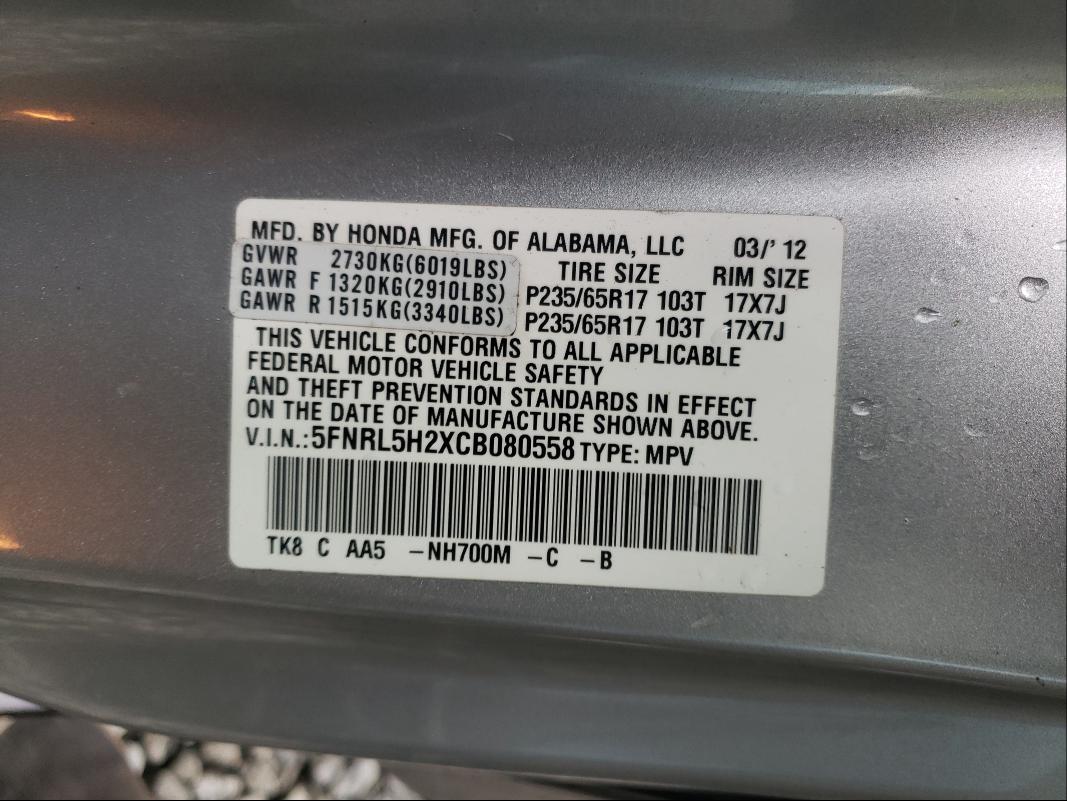 MFD. BY HONDA MFG. OF ALABAMA, LLC 03/'12
GVWR 2730KG(6019LBS) TIRE SIZE RIM SIZE
GAWR F 1320KG(2910LBS) P235/65R17 103T 17X7J
GAWR R 1515KG(3340LBS) P235/65R17 103T 17X7J
THIS VEHICLE CONFORMS TO ALL APPLICABLE
FEDERAL MOTOR VEHICLE SAFETY
AND THEFT PREVENTION STANDARDS IN EFFECT
ON THE DATE OF MANUFACTURE SHOWN ABOVE.
V.I.N.:5FNRL5H2XCB080558 TYPE: MPV
TK8 C AA5 -NH700M -C -B